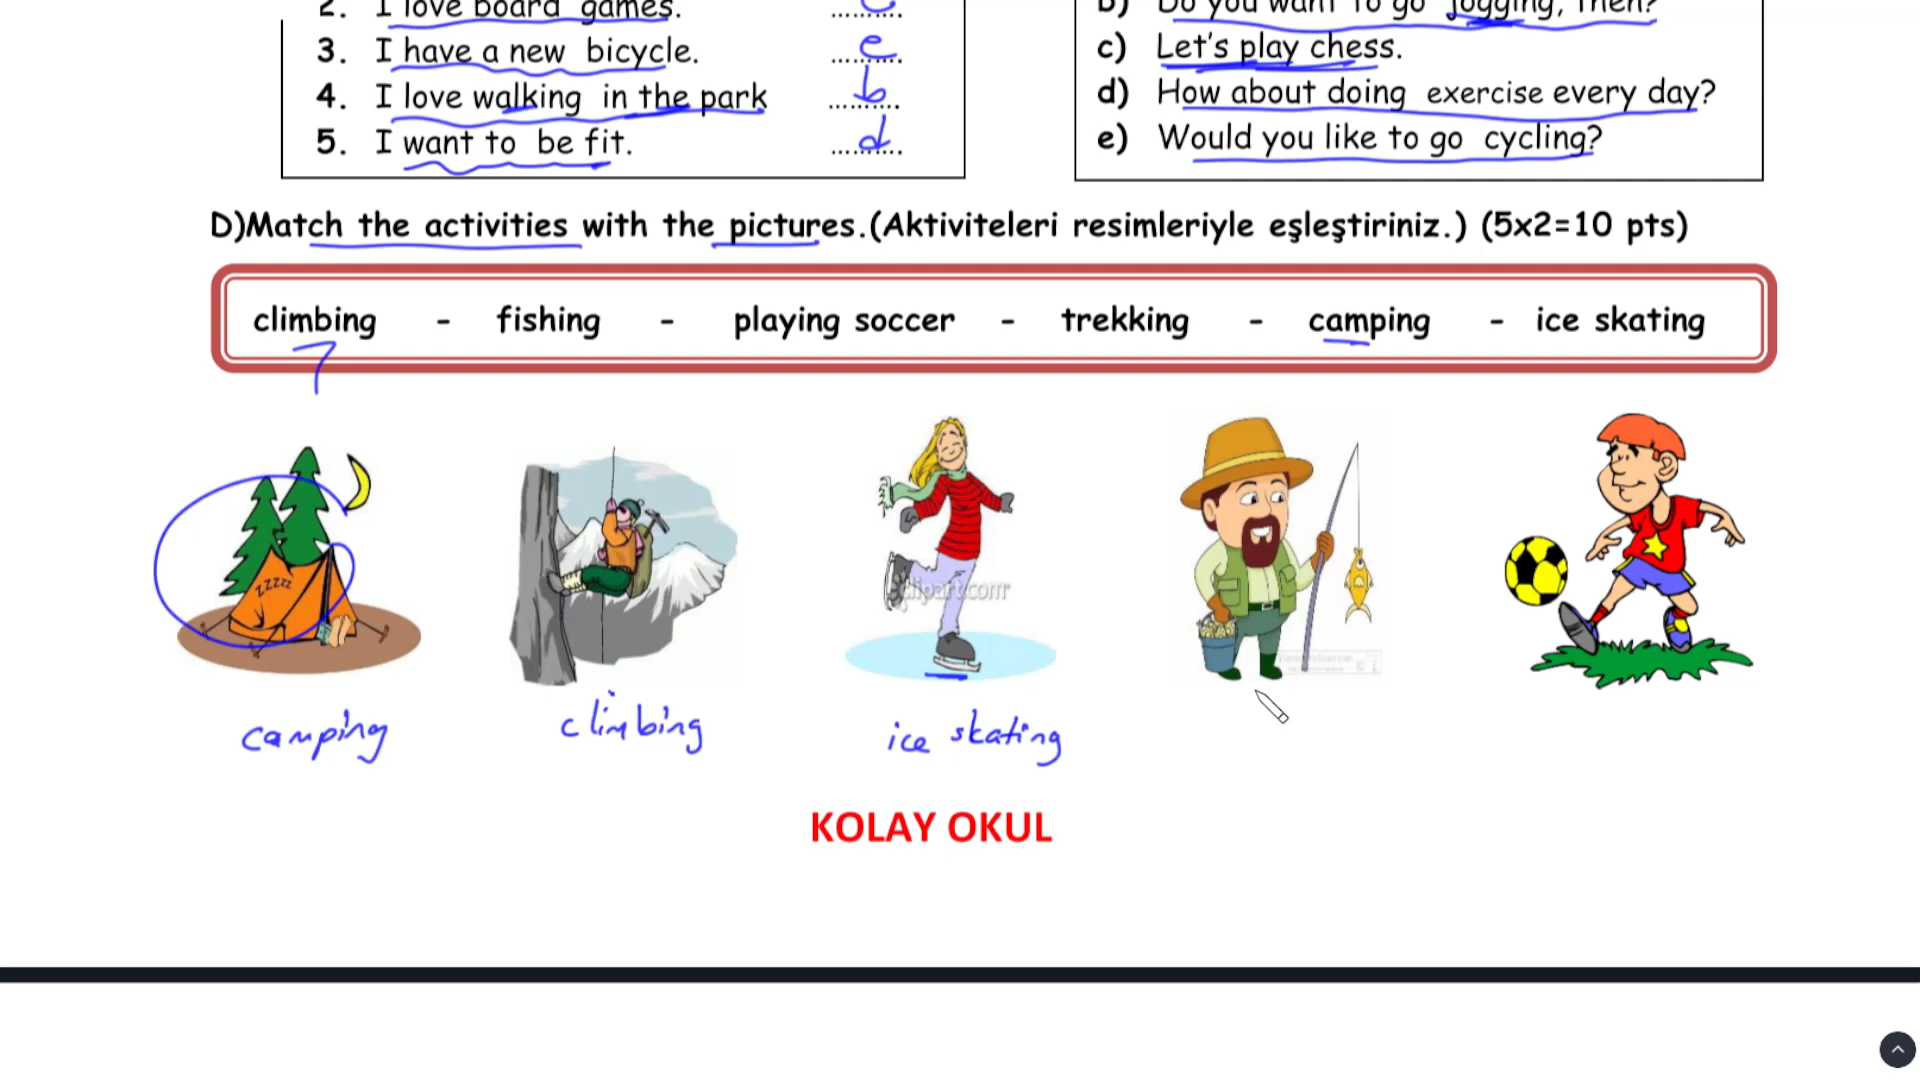 2. I love board games. .......... c
3. I have a new bicycle. .......... e
4. I love walking in the park .......... b
5. I want to be fit. .......... d
b) Do you want to go jogging, then?
c) Let's play chess.
d) How about doing exercise every day?
e) Would you like to go cycling?
D)Match the activities with the pictures.(Aktiviteleri resimleriyle eşleştiriniz.) (5x2=10 pts)
climbing - fishing - playing soccer - trekking - camping - ice skating
zzzzz
clipart.com
camping climbing ice skating
KOLAY OKUL